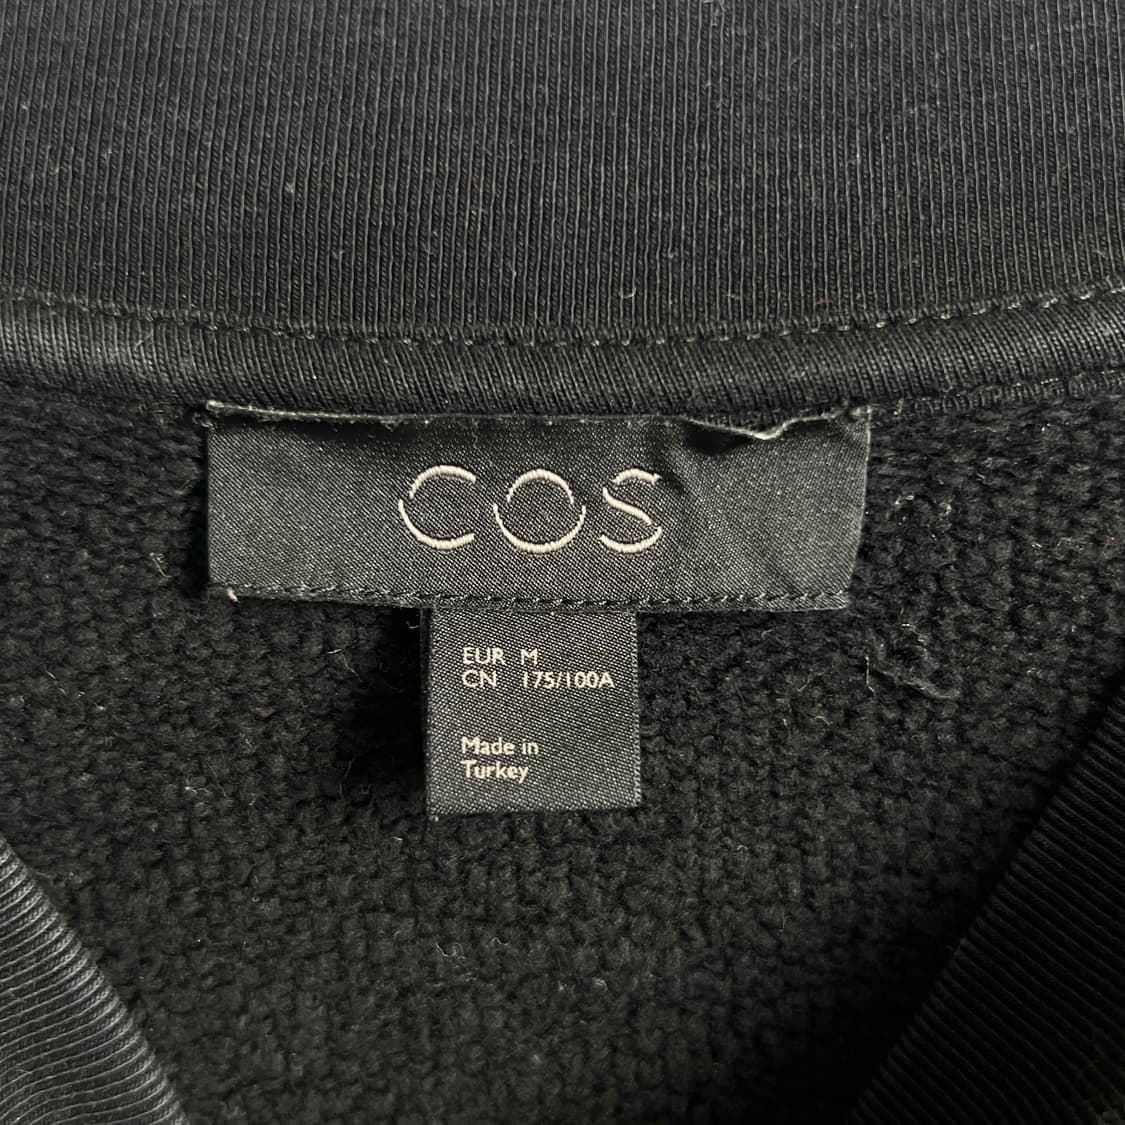 COS
EUR M
CN 175/100A
Made in
Turkey